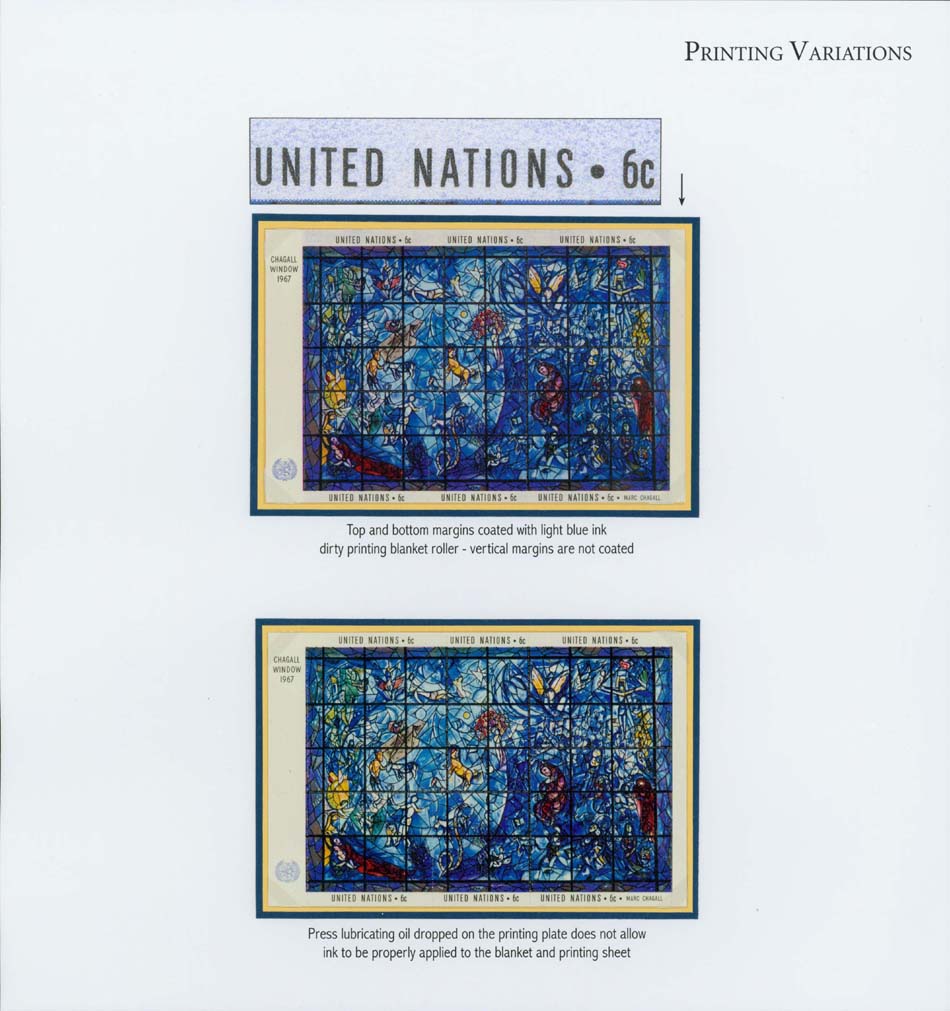 PRINTING VARIATIONS
UNITED NATIONS • 6c
UNITED NATIONS • 6c UNITED NATIONS • 6c UNITED NATIONS • 6c
CHAGALL
WINDOW
1967
UNITED NATIONS • 6c UNITED NATIONS • 6c UNITED NATIONS • 6c • MARC CHAGALL
Top and bottom margins coated with light blue ink
dirty printing blanket roller - vertical margins are not coated
UNITED NATIONS • 6c UNITED NATIONS • 6c UNITED NATIONS • 6c
CHAGALL
WINDOW
1967
UNITED NATIONS • 6c UNITED NATIONS • 6c UNITED NATIONS • 6c • MARC CHAGALL
Press lubricating oil dropped on the printing plate does not allow
ink to be properly applied to the blanket and printing sheet